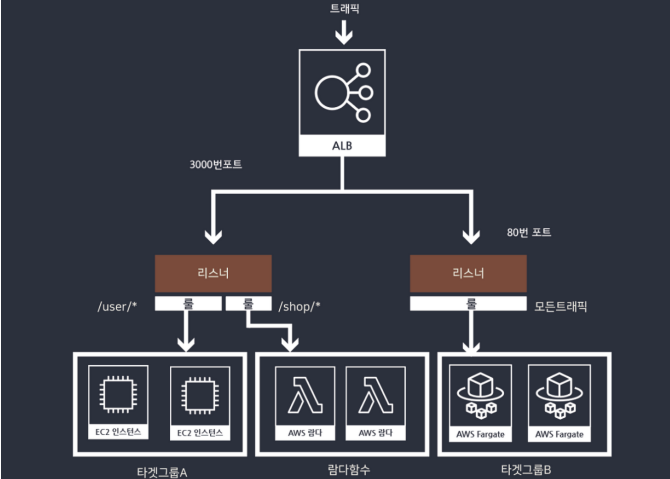 트래픽
ALB
3000번포트
80번 포트
리스너
리스너
/user/*
룰
룰
/shop/*
룰
모든트래픽
EC2 인스턴스
EC2 인스턴스
AWS 람다
AWS 람다
AWS Fargate
AWS Fargate
타겟그룹A
람다함수
타겟그룹B